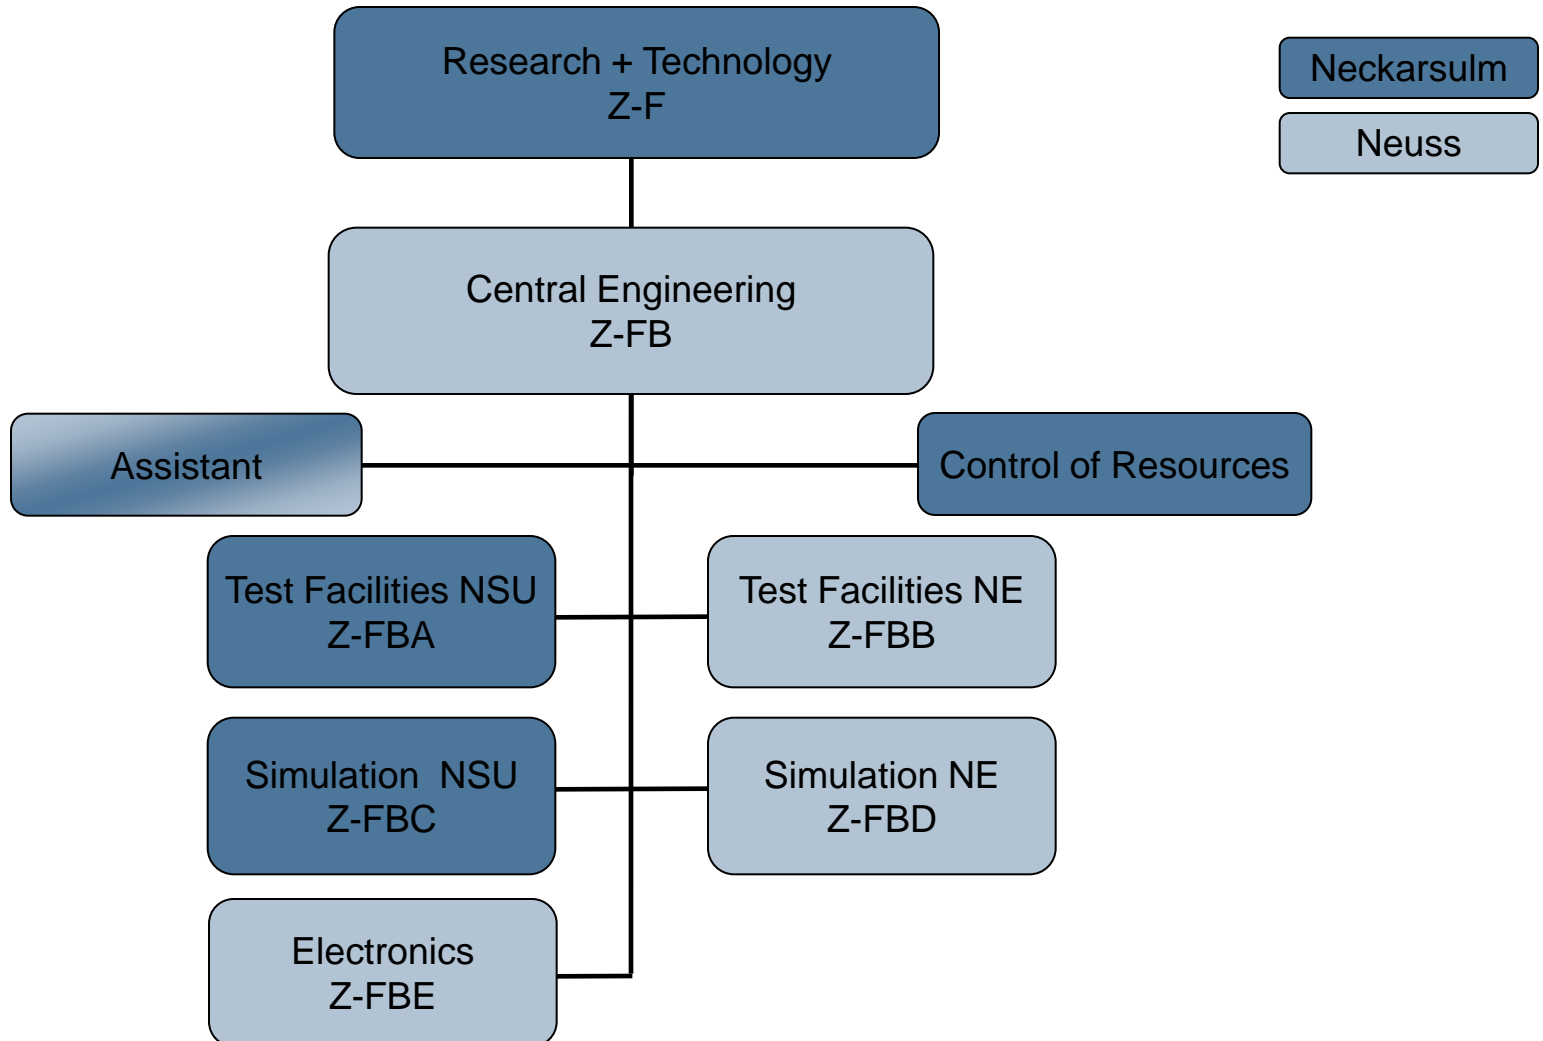 Research + Technology
Z-F
Neckarsulm
Neuss
Central Engineering
Z-FB
Assistant
Control of Resources
Test Facilities NSU
Z-FBA
Test Facilities NE
Z-FBB
Simulation  NSU
Z-FBC
Simulation NE
Z-FBD
Electronics
Z-FBE